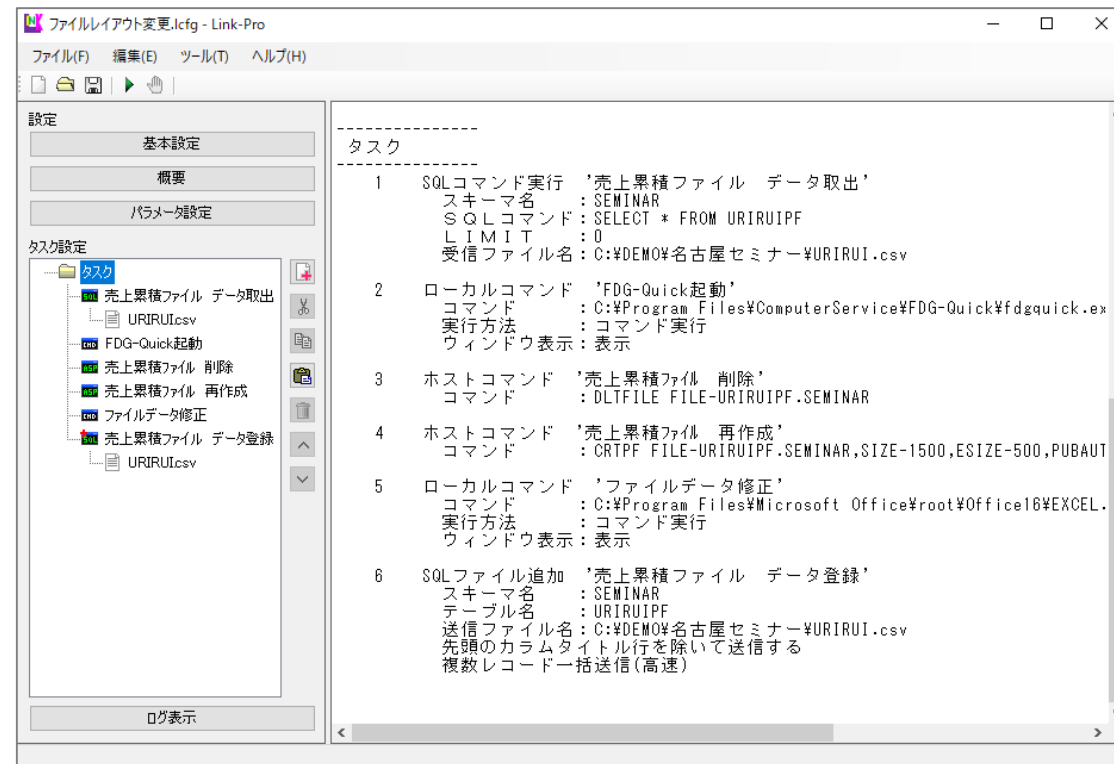 ファイルレイアウト変更.lcfg - Link-Pro
ファイル(F) 編集(E) ツール(T) ヘルプ(H)
設定
基本設定
概要
パラメータ設定
タスク設定
タスク
SQL 売上累積ファイル データ取出
URIRUI.csv
CMD FDG-Quick起動
ASP 売上累積ファイル 削除
ASP 売上累積ファイル 再作成
CMD ファイルデータ修正
SQL 売上累積ファイル データ登録
URIRUI.csv
ログ表示
---------------
タスク
---------------
1 SQLコマンド実行 '売上累積ファイル データ取出'
スキーマ名 :SEMINAR
SQLコマンド:SELECT * FROM URIRUIPF
LIMIT :0
受信ファイル名:C:¥DEMO¥名古屋セミナー¥URIRUI.csv
2 ローカルコマンド 'FDG-Quick起動'
コマンド :C:¥Program Files¥ComputerService¥FDG-Quick¥fdgquick.ex
実行方法 :コマンド実行
ウィンドウ表示:表示
3 ホストコマンド '売上累積ファイル 削除'
コマンド :DLTFILE FILE-URIRUIPF.SEMINAR
4 ホストコマンド '売上累積ファイル 再作成'
コマンド :CRTPF FILE-URIRUIPF.SEMINAR,SIZE-1500,ESIZE-500,PUBAUT
5 ローカルコマンド 'ファイルデータ修正'
コマンド :C:¥Program Files¥Microsoft Office¥root¥Office16¥EXCEL.
実行方法 :コマンド実行
ウィンドウ表示:表示
6 SQLファイル追加 '売上累積ファイル データ登録'
スキーマ名 :SEMINAR
テーブル名 :URIRUIPF
送信ファイル名:C:¥DEMO¥名古屋セミナー¥URIRUI.csv
先頭のカラムタイトル行を除いて送信する
複数レコード一括送信(高速)